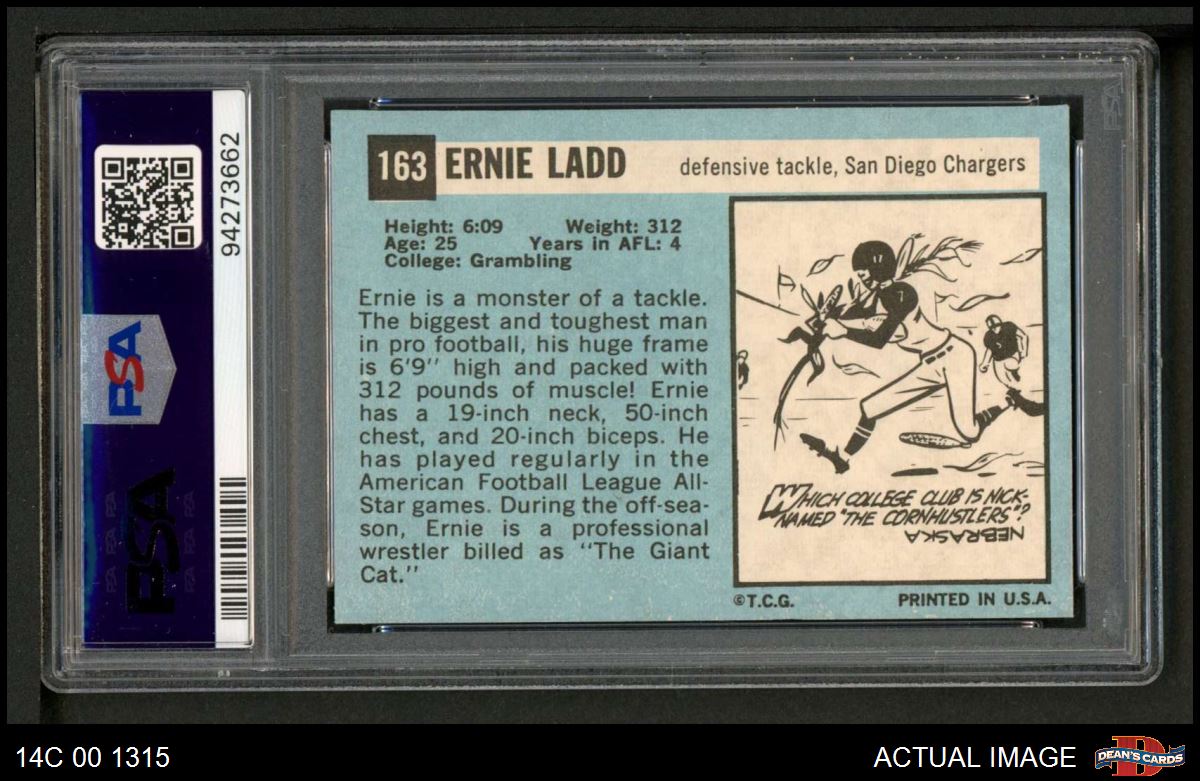 94273662
PSA
PSA
163 ERNIE LADD defensive tackle, San Diego Chargers
Height: 6:09 Weight: 312
Age: 25 Years in AFL: 4
College: Grambling
Ernie is a monster of a tackle.
The biggest and toughest man
in pro football, his huge frame
is 6'9" high and packed with
312 pounds of muscle! Ernie
has a 19-inch neck, 50-inch
chest, and 20-inch biceps. He
has played regularly in the
American Football League All-
Star games. During the off-sea-
son, Ernie is a professional
wrestler billed as "The Giant
Cat."
17
7
WHICH COLLEGE CLUB IS NICK-
NAMED "THE CORNHUSTLERS"?
NEBRASKA
©T.C.G. PRINTED IN U.S.A.
14C 00 1315
ACTUAL IMAGE
D
DEAN'S CARDS